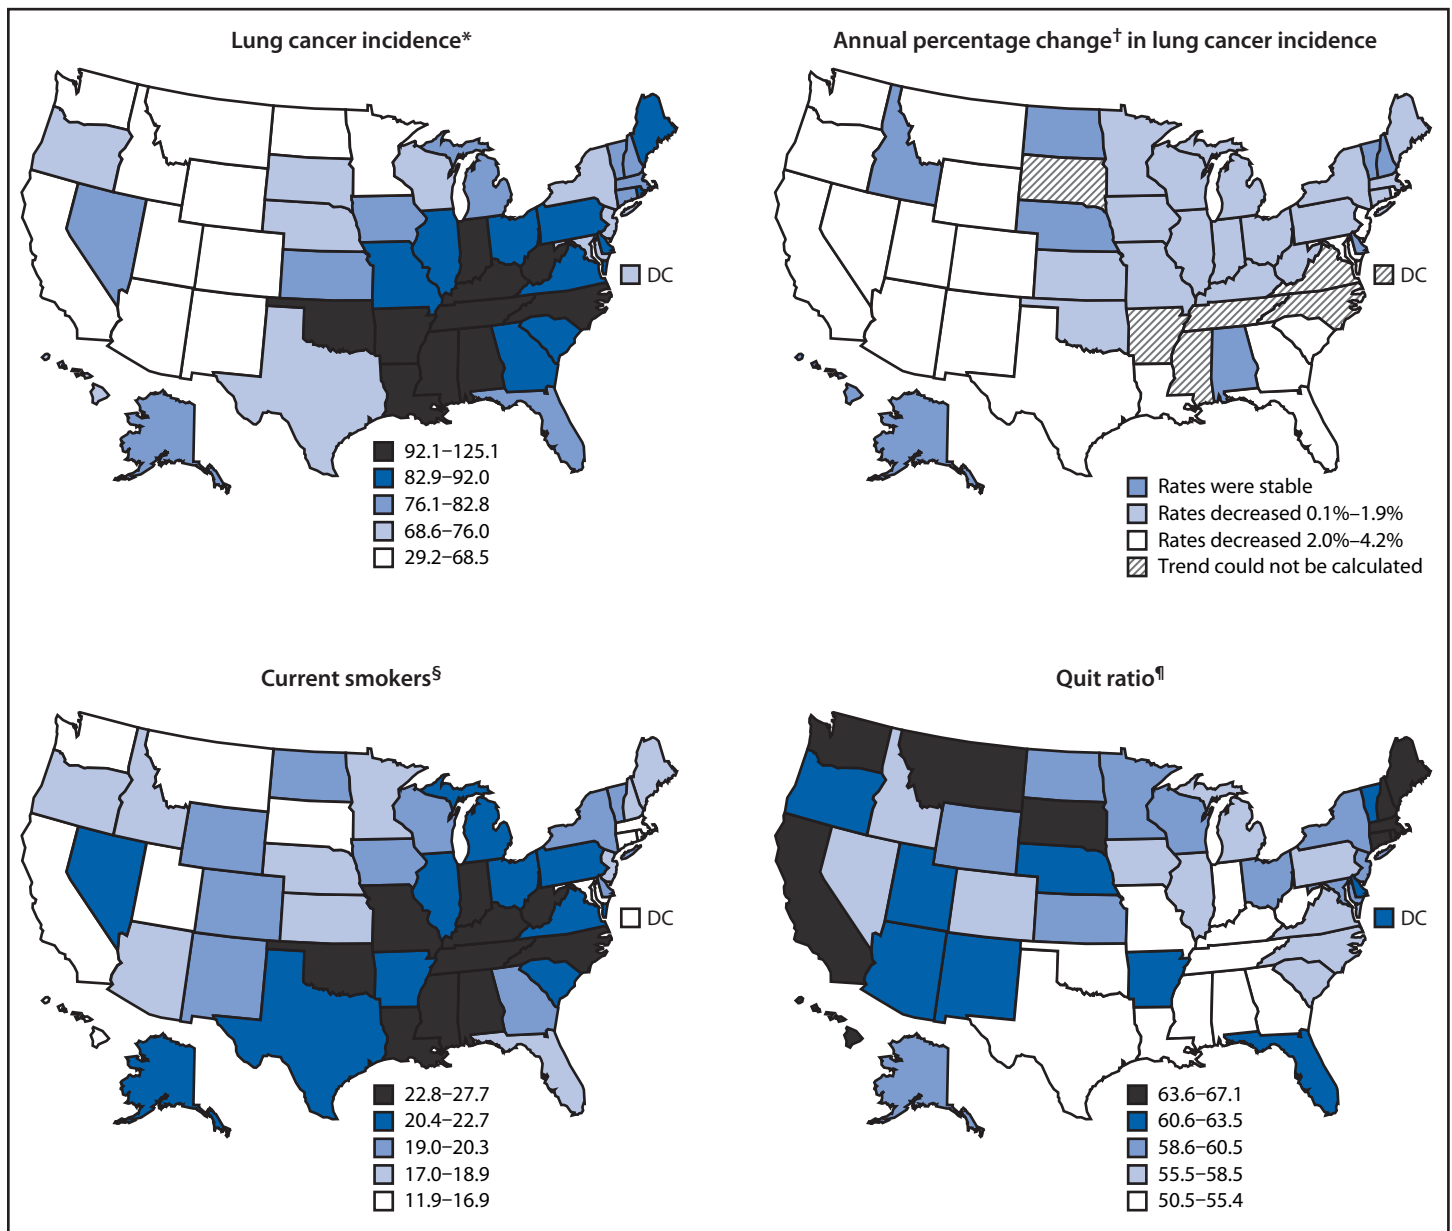 Lung cancer incidence*
DC
92.1–125.1
82.9–92.0
76.1–82.8
68.6–76.0
29.2–68.5
Annual percentage change† in lung cancer incidence
DC
Rates were stable
Rates decreased 0.1%–1.9%
Rates decreased 2.0%–4.2%
Trend could not be calculated
Current smokers§
DC
22.8–27.7
20.4–22.7
19.0–20.3
17.0–18.9
11.9–16.9
Quit ratio¶
DC
63.6–67.1
60.6–63.5
58.6–60.5
55.5–58.5
50.5–55.4